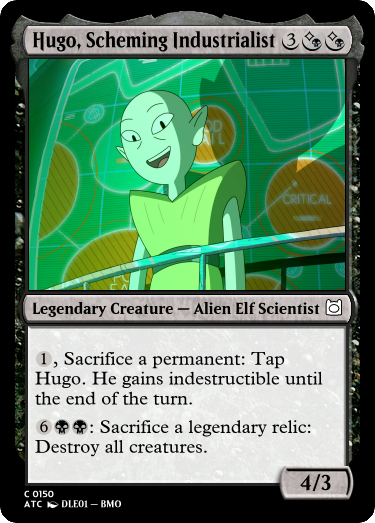 Hugo, Scheming Industrialist 3
CRITICAL
Legendary Creature — Alien Elf Scientist
1, Sacrifice a permanent: Tap
Hugo. He gains indestructible until
the end of the turn.
6: Sacrifice a legendary relic:
Destroy all creatures.
4/3
C 0150
ATC DLE01 — BMO